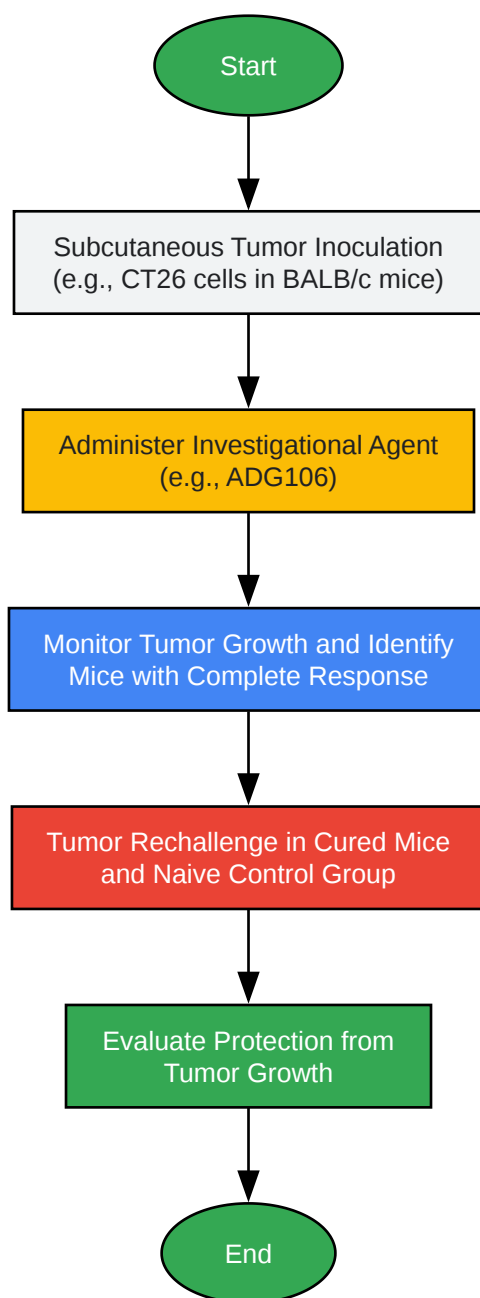 Start
Subcutaneous Tumor Inoculation
(e.g., CT26 cells in BALB/c mice)
Administer Investigational Agent
(e.g., ADG106)
Monitor Tumor Growth and Identify
Mice with Complete Response
Tumor Rechallenge in Cured Mice
and Naive Control Group
Evaluate Protection from
Tumor Growth
End